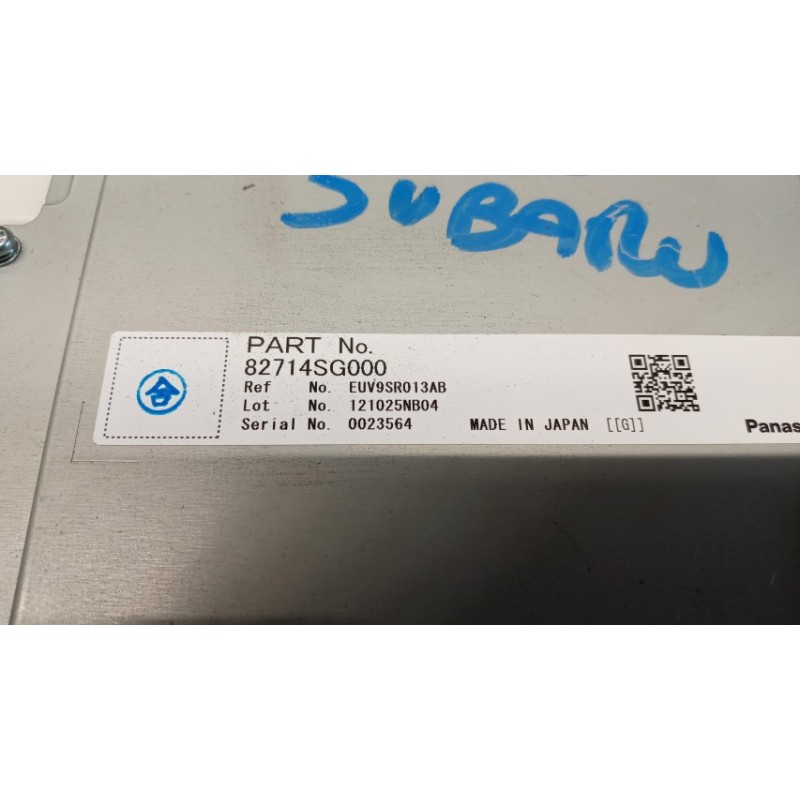 SUBARU
PART No.
82714SG000
Ref No. EUV9SR013AB
Lot No. 121025NB04
Serial No. 0023564 MADE IN JAPAN [[G]]
合
Panas